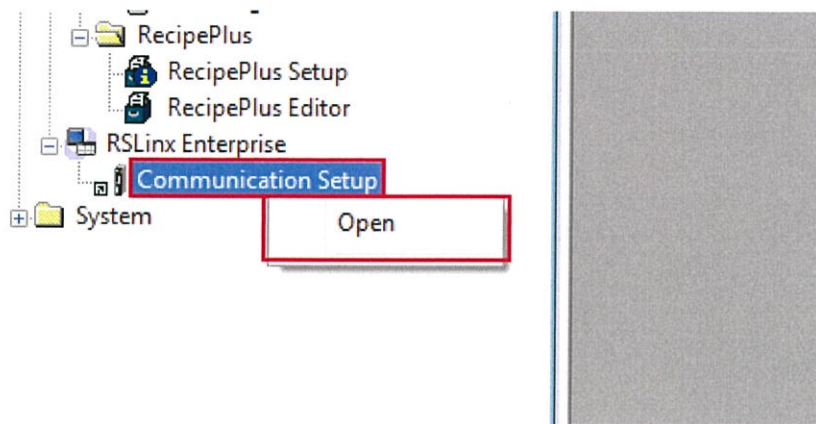 RecipePlus
RecipePlus Setup
RecipePlus Editor
RSLinx Enterprise
Communication Setup
System
Open